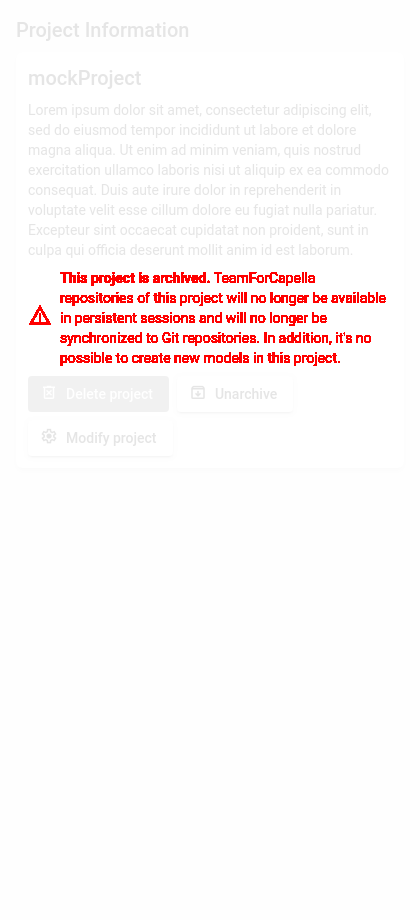 Project Information
mockProject
Lorem ipsum dolor sit amet, consectetur adipiscing elit,
sed do eiusmod tempor incididunt ut labore et dolore
magna aliqua. Ut enim ad minim veniam, quis nostrud
exercitation ullamco laboris nisi ut aliquip ex ea commodo
consequat. Duis aute irure dolor in reprehenderit in
voluptate velit esse cillum dolore eu fugiat nulla pariatur.
Excepteur sint occaecat cupidatat non proident, sunt in
culpa qui officia deserunt mollit anim id est laborum.
This project is archived. TeamForCapella
repositories of this project will no longer be available
in persistent sessions and will no longer be
synchronized to Git repositories. In addition, it's no
possible to create new models in this project.
Delete project
Unarchive
Modify project